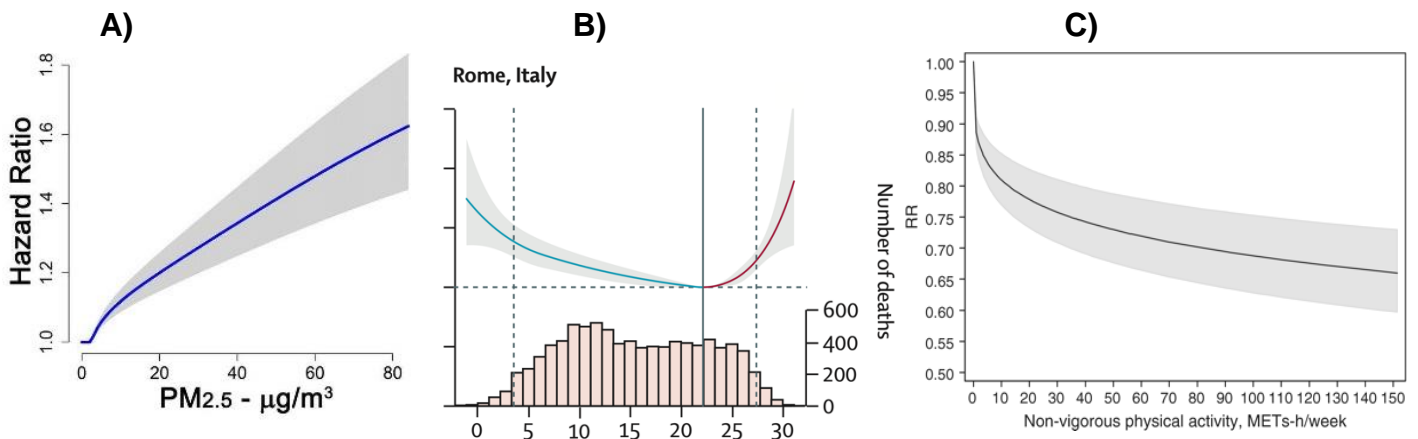 A)
Hazard Ratio
1.0 1.2 1.4 1.6 1.8
0 20 40 60 80
PM2.5 - µg/m³
B)
Rome, Italy
Number of deaths
600
400
200
0
0 5 10 15 20 25 30
C)
RR
1.00
0.95
0.90
0.85
0.80
0.75
0.70
0.65
0.60
0.55
0.50
0 10 20 30 40 50 60 70 80 90 100 110 120 130 140 150
Non-vigorous physical activity, METs-h/week